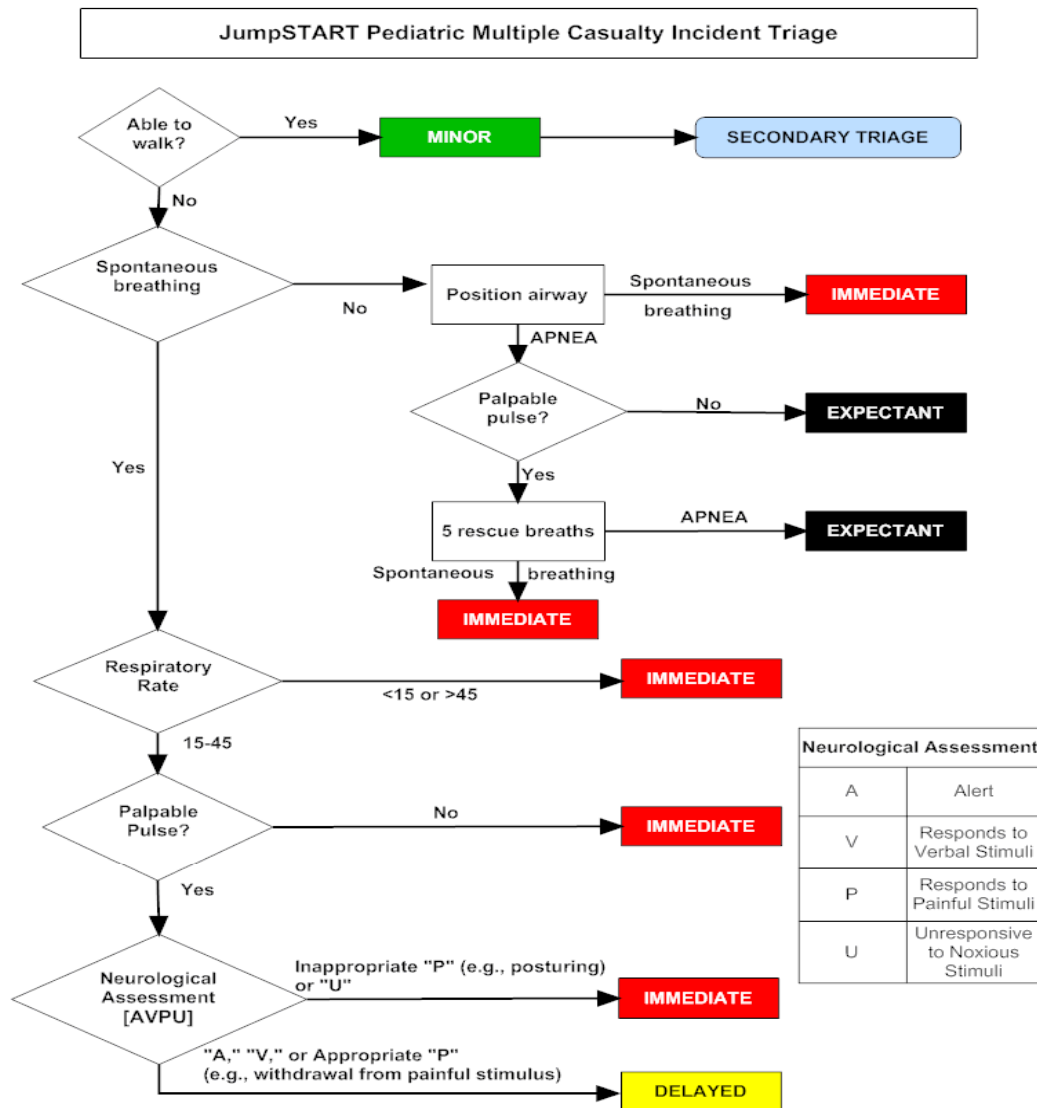 JumpSTART Pediatric Multiple Casualty Incident Triage
Able to
walk?
Yes
MINOR
SECONDARY TRIAGE
No
Spontaneous
breathing
No
Position airway
Spontaneous
breathing
IMMEDIATE
APNEA
Palpable
pulse?
No
EXPECTANT
Yes
Yes
5 rescue breaths
APNEA
EXPECTANT
Spontaneous
breathing
IMMEDIATE
Respiratory
Rate
<15 or >45
IMMEDIATE
15-45
Palpable
Pulse?
No
IMMEDIATE
Yes
Neurological
Assessment
[AVPU]
Inappropriate "P" (e.g., posturing)
or "U"
IMMEDIATE
"A," "V," or Appropriate "P"
(e.g., withdrawal from painful stimulus)
DELAYED
Neurological Assessment
A
Alert
V
Responds to
Verbal Stimuli
P
Responds to
Painful Stimuli
U
Unresponsive
to Noxious
Stimuli